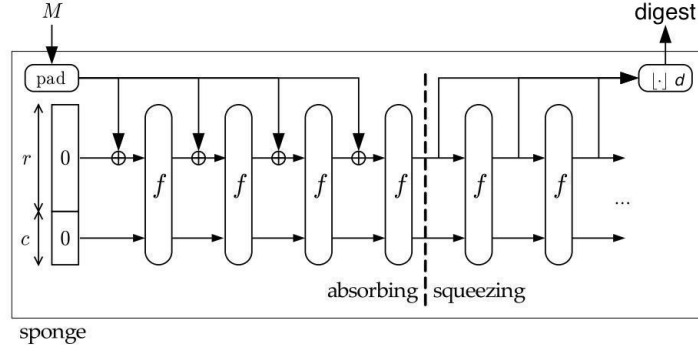 M
digest
pad
⌊·⌋ d
r
0
f
f
f
f
f
f
...
c
0
absorbing
squeezing
sponge